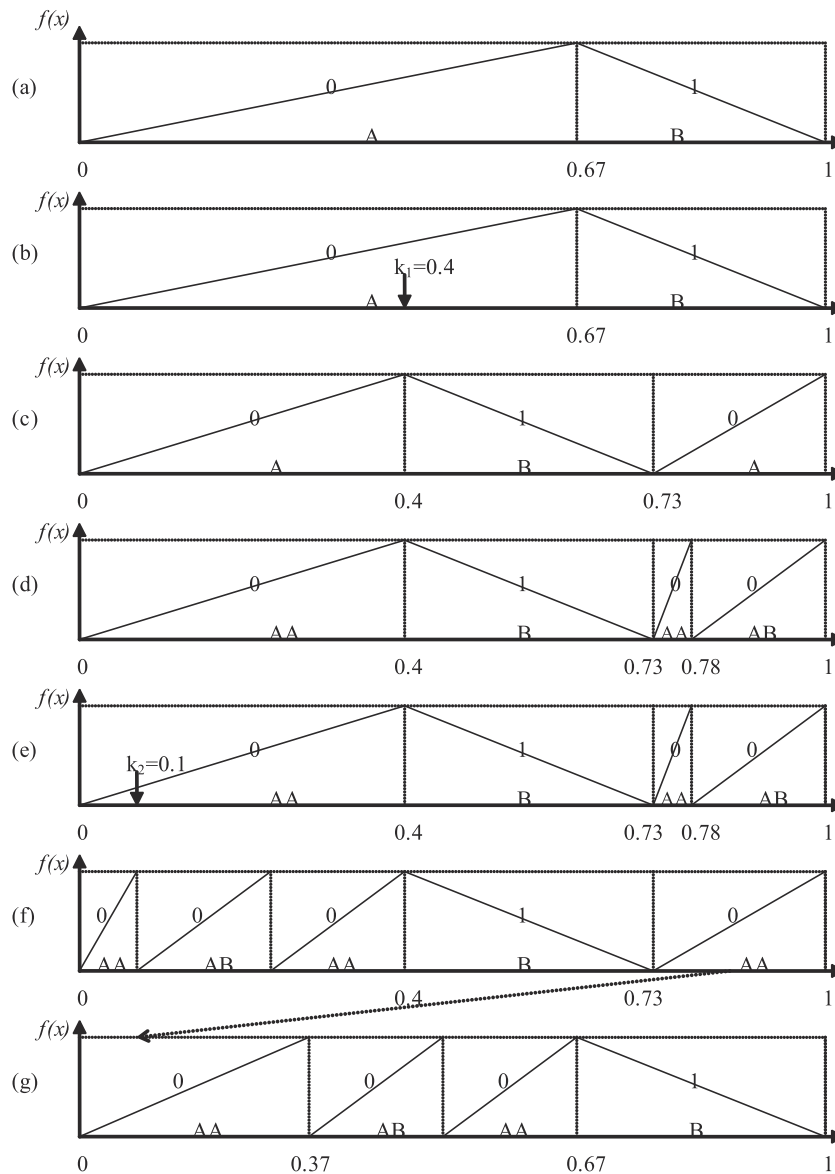 f(x)
(a)
0 1
A B
0 0.67 1
f(x)
(b)
0 1
k1=0.4
A B
0 0.67 1
f(x)
(c)
0 1 0
A B A
0 0.4 0.73 1
f(x)
(d)
0 1 0 0
AA B AA AB
0 0.4 0.73 0.78 1
f(x)
(e)
0 1 0 0
k2=0.1
AA B AA AB
0 0.4 0.73 0.78 1
f(x)
(f)
0 0 0 1 0
AA AB AA B AA
0 0.4 0.73 1
f(x)
(g)
0 0 0 1
AA AB AA B
0 0.37 0.67 1